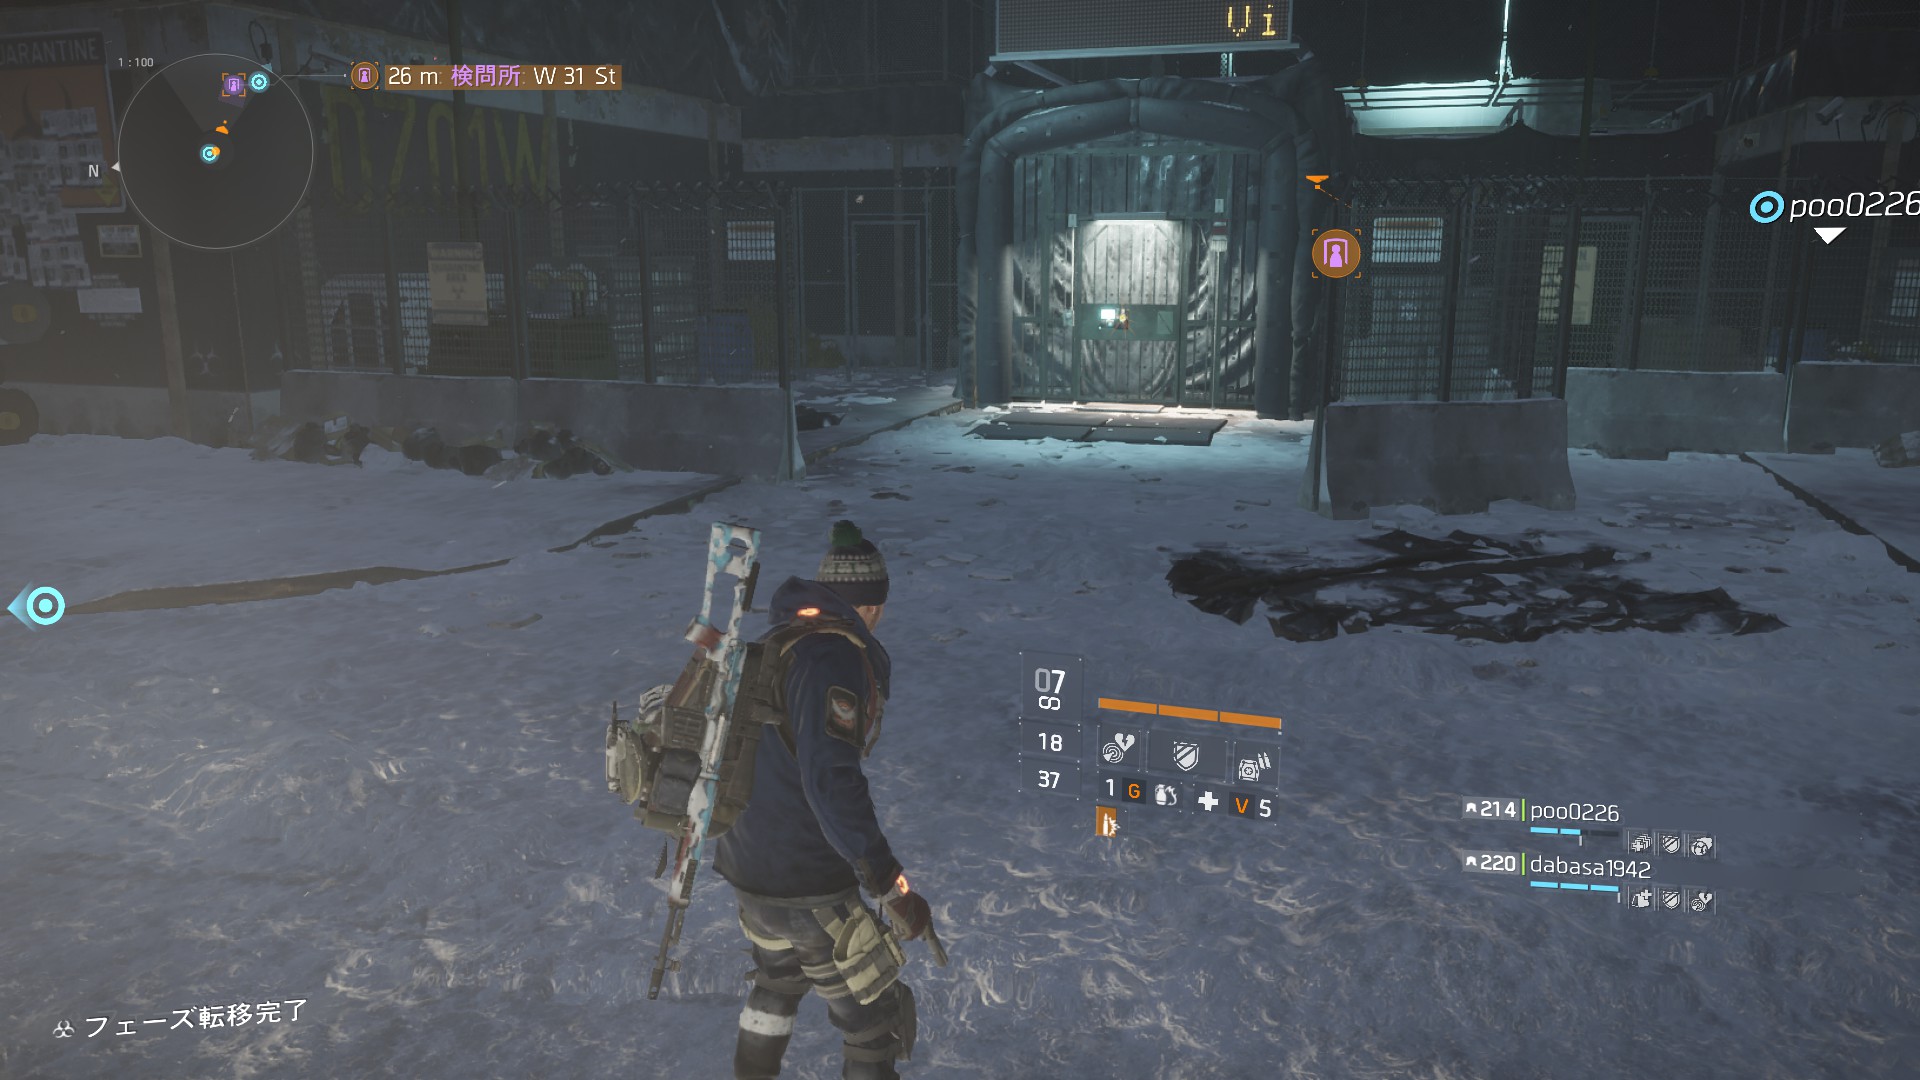 Vi
QUARANTINE
1 : 100
26 m: 検問所: W 31 St
N
poo0226
07
∞
18
37
1 G V 5
214 poo0226
220 dabasa1942
フェーズ転移完了